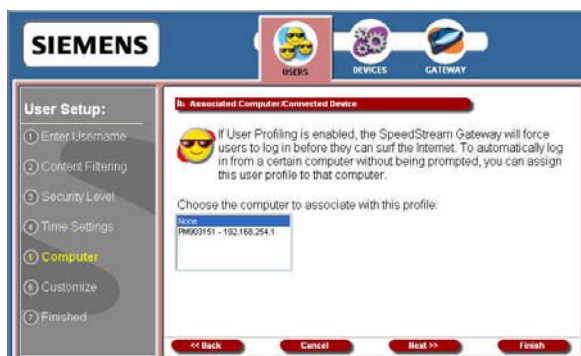 SIEMENS
USERS
DEVICES
GATEWAY
User Setup:
1 Enter Username
2 Content Filtering
3 Security Level
4 Time Settings
5 Computer
6 Customize
7 Finished
Associated Computer/Connected Device
If User Profiling is enabled, the SpeedStream Gateway will force
users to log in before they can surf the Internet. To automatically log
in from a certain computer without being prompted, you can assign
this user profile to that computer.
Choose the computer to associate with this profile:
None
PM903151 - 192.168.254.1
<< Back
Cancel
Next >>
Finish